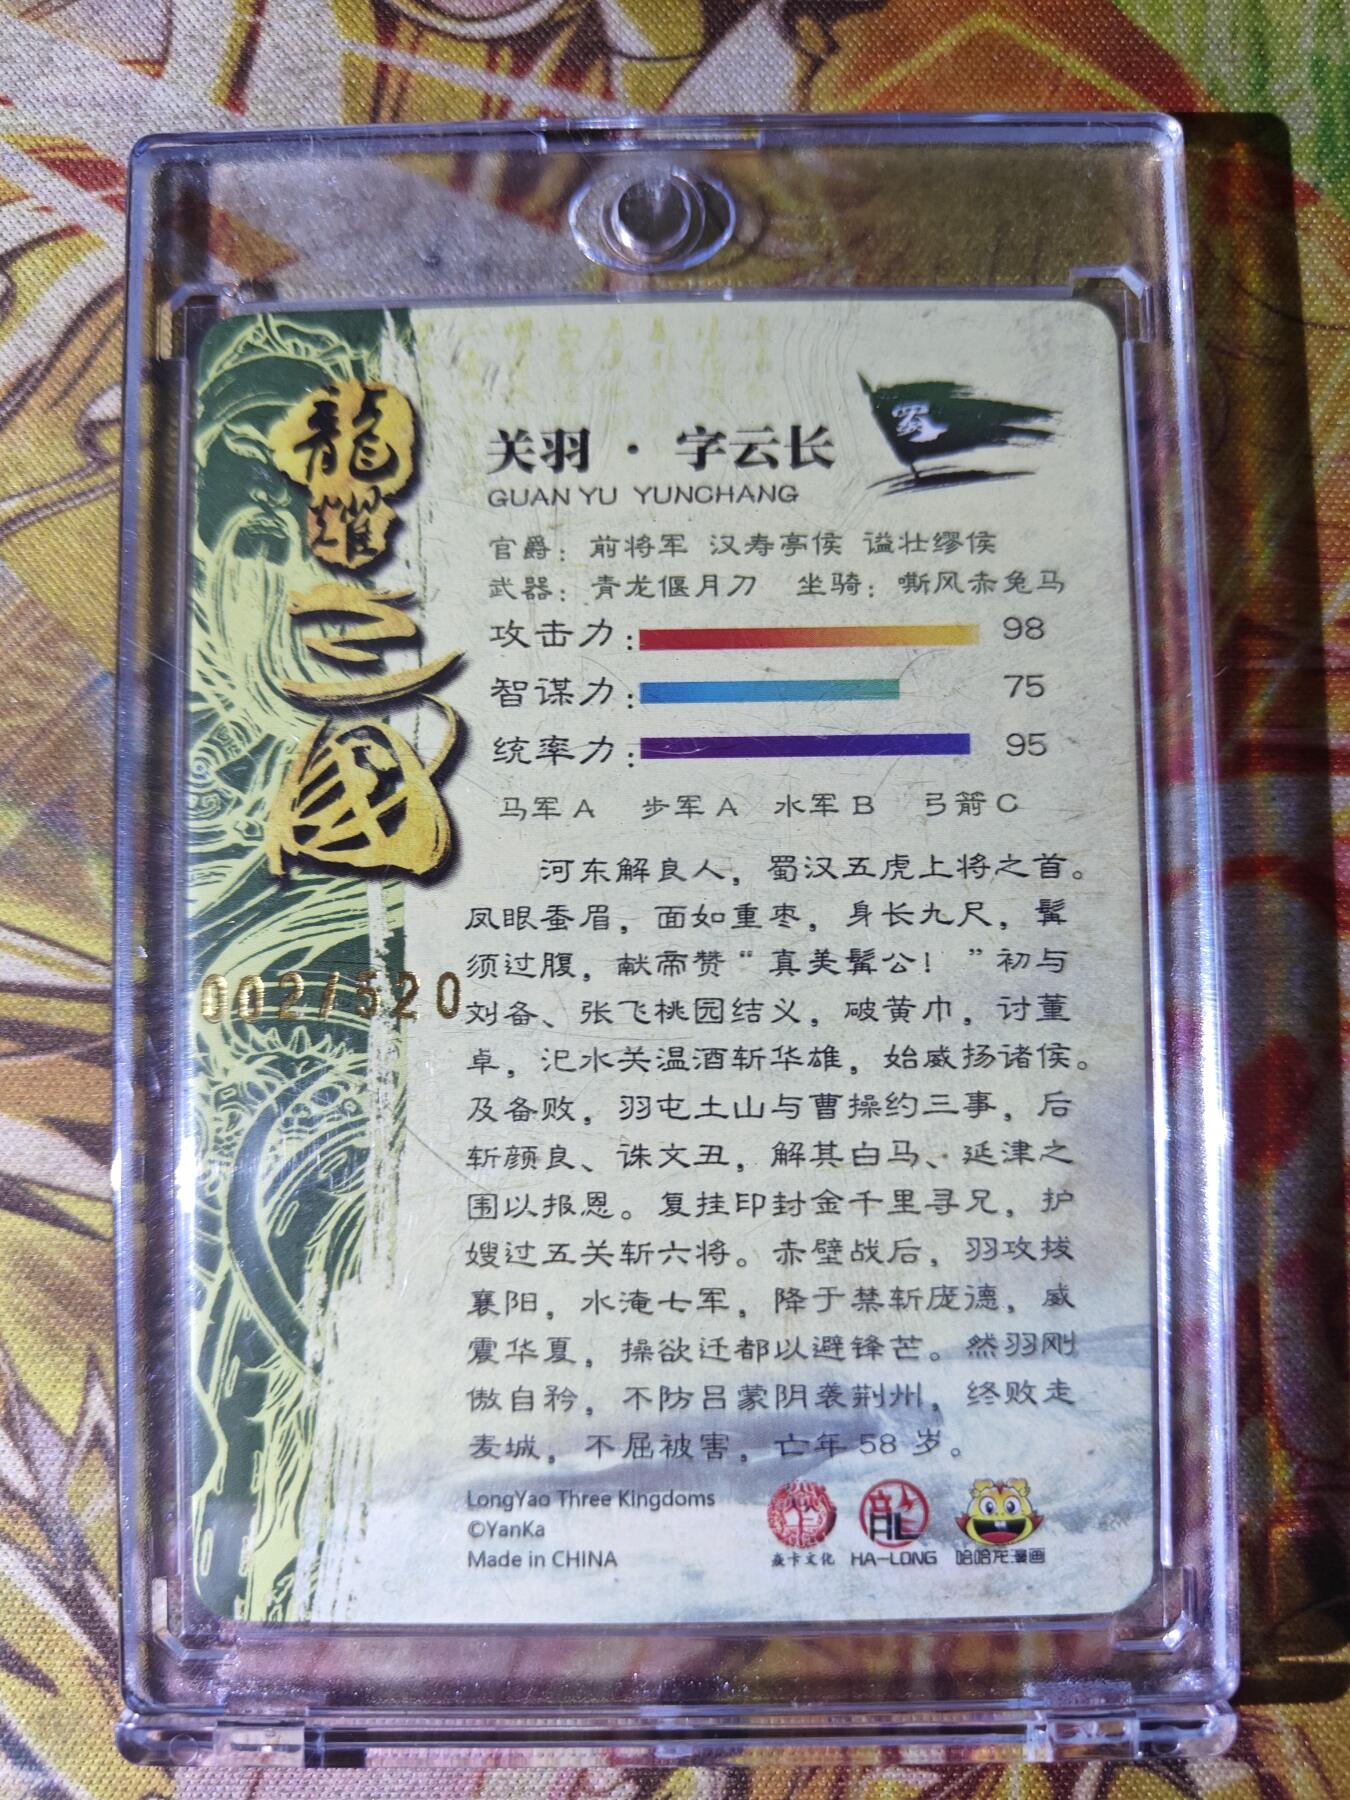 龍耀三國
关羽 · 字云长
GUAN YU YUNCHANG
蜀
官爵：前将军 汉寿亭侯 谥壮缪侯
武器：青龙偃月刀 坐骑：嘶风赤兔马
攻击力：98
智谋力：75
统率力：95
马军A 步军A 水军B 弓箭C
河东解良人，蜀汉五虎上将之首。
凤眼蚕眉，面如重枣，身长九尺，髯
须过腹，献帝赞“真美髯公！”初与
002/520
刘备、张飞桃园结义，破黄巾，讨董
卓，汜水关温酒斩华雄，始威扬诸侯。
及备败，羽屯土山与曹操约三事，后
斩颜良、诛文丑，解其白马、延津之
围以报恩。复挂印封金千里寻兄，护
嫂过五关斩六将。赤壁战后，羽攻拔
襄阳，水淹七军，降于禁斩庞德，威
震华夏，操欲迁都以避锋芒。然羽刚
傲自矜，不防吕蒙阴袭荆州，终败走
麦城，不屈被害，亡年58岁。
LongYao Three Kingdoms
©YanKa
Made in CHINA
焱卡文化 HA-LONG 哈哈龙漫画